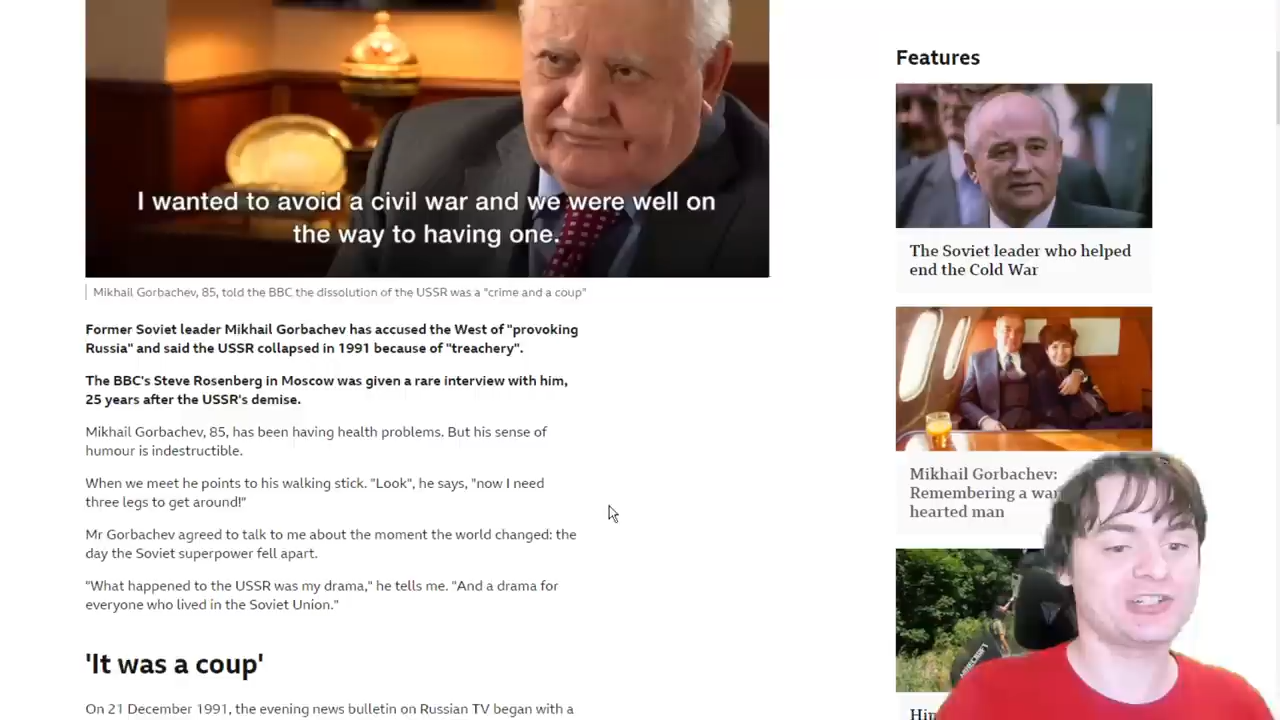 I wanted to avoid a civil war and we were well on
the way to having one.
Mikhail Gorbachev, 85, told the BBC the dissolution of the USSR was a "crime and a coup"
Former Soviet leader Mikhail Gorbachev has accused the West of "provoking
Russia" and said the USSR collapsed in 1991 because of "treachery".
The BBC's Steve Rosenberg in Moscow was given a rare interview with him,
25 years after the USSR's demise.
Mikhail Gorbachev, 85, has been having health problems. But his sense of
humour is indestructible.
When we meet he points to his walking stick. "Look", he says, "now I need
three legs to get around!"
Mr Gorbachev agreed to talk to me about the moment the world changed: the
day the Soviet superpower fell apart.
"What happened to the USSR was my drama," he tells me. "And a drama for
everyone who lived in the Soviet Union."
'It was a coup'
On 21 December 1991, the evening news bulletin on Russian TV began with a
Features
The Soviet leader who helped
end the Cold War
Mikhail Gorbachev:
Remembering a
hearted man
MINECRAFT